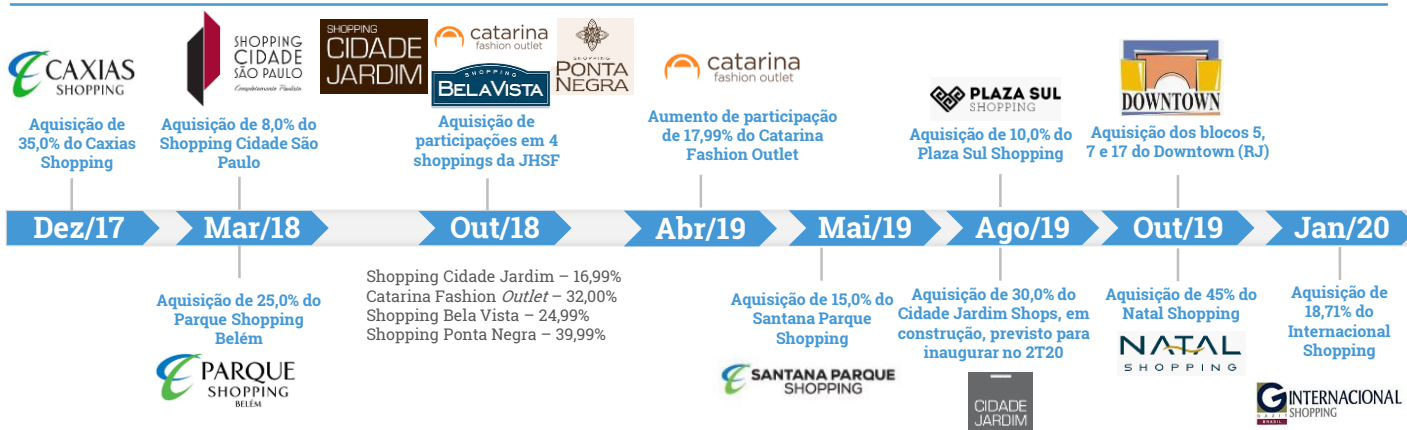 CAXIAS
SHOPPING
Aquisição de
35,0% do Caxias
Shopping
SHOPPING
CIDADE
SÃO PAULO
Completamente Paulista
Aquisição de 8,0% do
Shopping Cidade São
Paulo
SHOPPING
CIDADE
JARDIM
catarina
fashion outlet
SHOPPING
BELAVISTA
SHOPPING
PONTA
NEGRA
Aquisição de
participações em 4
shoppings da JHSF
catarina
fashion outlet
Aumento de participação
de 17,99% do Catarina
Fashion Outlet
PLAZA SUL
SHOPPING
Aquisição de 10,0% do
Plaza Sul Shopping
DOWNTOWN
Aquisição dos blocos 5,
7 e 17 do Downtown (RJ)
Dez/17 Mar/18 Out/18 Abr/19 Mai/19 Ago/19 Out/19 Jan/20
Aquisição de 25,0% do
Parque Shopping
Belém
PARQUE
SHOPPING
BELÉM
Shopping Cidade Jardim – 16,99%
Catarina Fashion Outlet – 32,00%
Shopping Bela Vista – 24,99%
Shopping Ponta Negra – 39,99%
Aquisição de 15,0% do
Santana Parque
Shopping
SANTANA PARQUE
SHOPPING
Aquisição de 30,0% do
Cidade Jardim Shops, em
construção, previsto para
inaugurar no 2T20
CIDADE
JARDIM
Aquisição de 45% do
Natal Shopping
NATAL
SHOPPING
Aquisição de
18,71% do
Internacional
Shopping
G INTERNACIONAL
SHOPPING
GAZIT
BRASIL